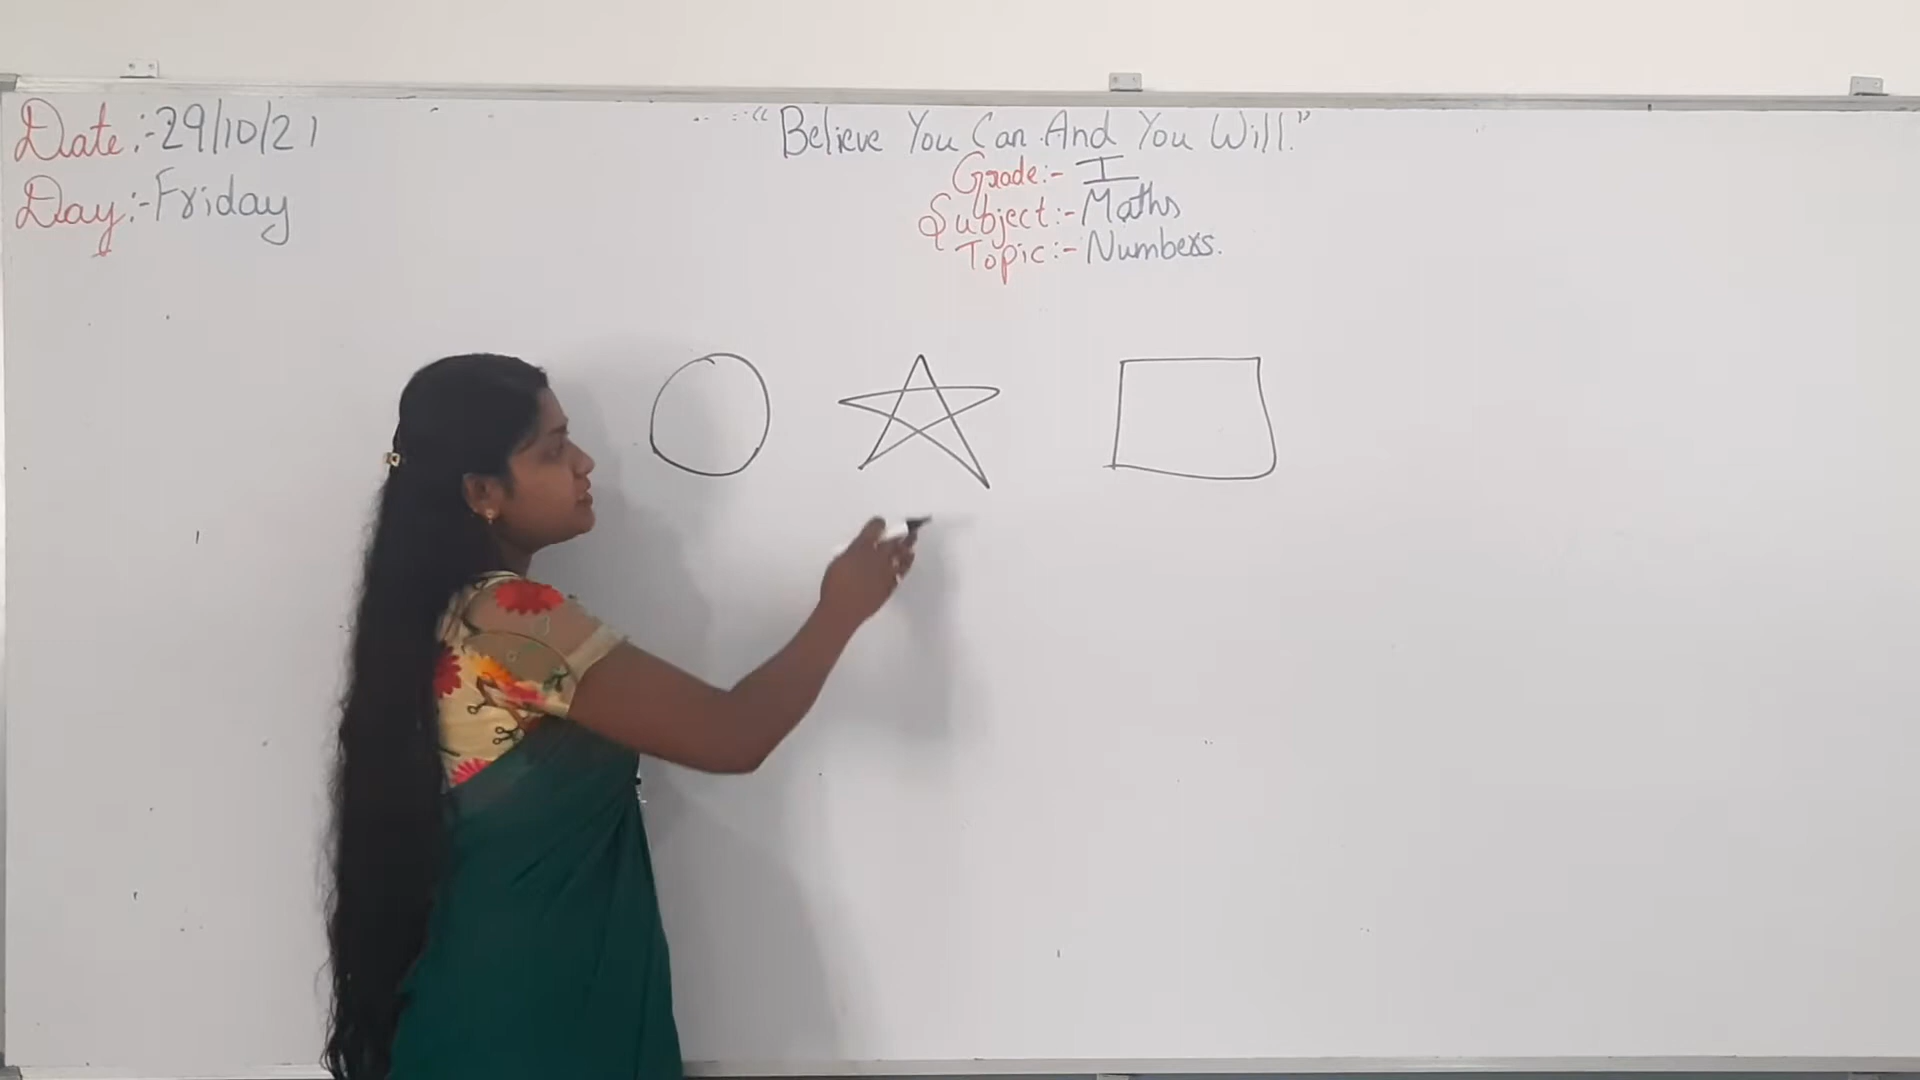 Date:-29/10/21
Day:-Friday
"Believe You Can And You Will."
Grade:- I
Subject:- Maths
Topic:- Numbers.